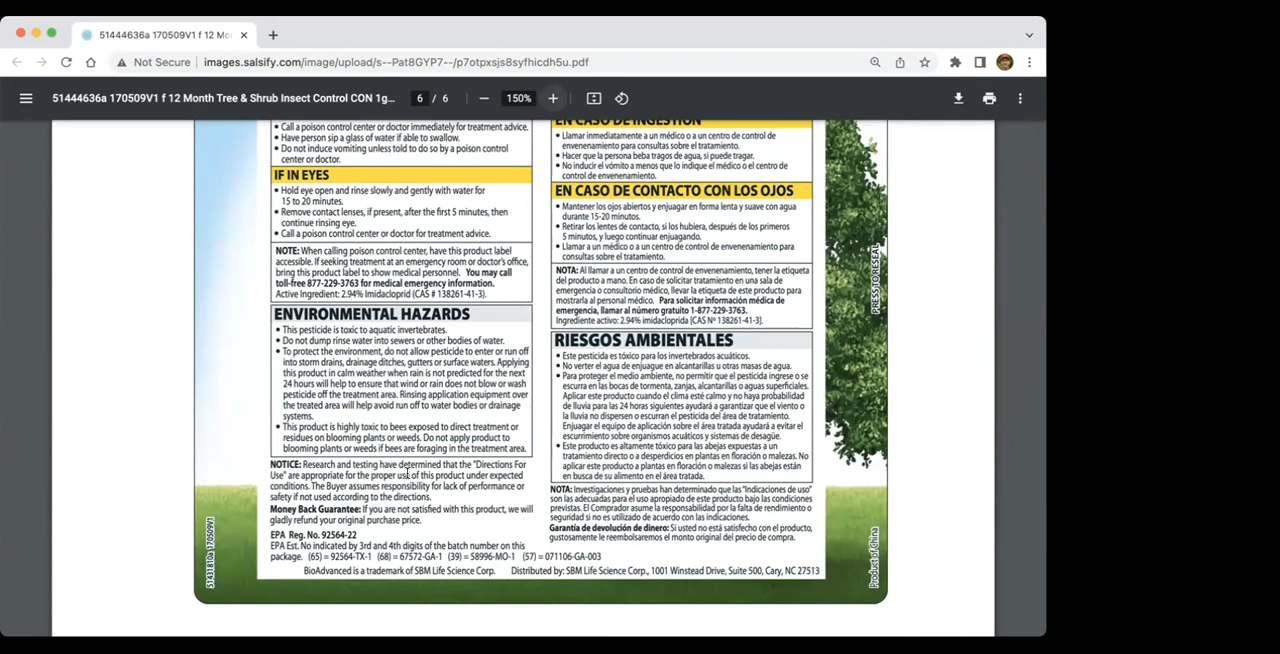 51444636a 170509V1 f 12 Mo
Not Secure
images.salsify.com/image/upload/s--Pat8GYP7--/p7otpxsjs8syfhicdh5u.pdf
51444636a 170509V1 f 12 Month Tree & Shrub Insect Control CON 1g...
6 / 6
150%
• Call a poison control center or doctor immediately for treatment advice.
• Have person sip a glass of water if able to swallow.
• Do not induce vomiting unless told to do so by a poison control
center or doctor.
IF IN EYES
• Hold eye open and rinse slowly and gently with water for
15 to 20 minutes.
• Remove contact lenses, if present, after the first 5 minutes, then
continue rinsing eye.
• Call a poison control center or doctor for treatment advice.
NOTE: When calling poison control center, have this product label
accessible. If seeking treatment at an emergency room or doctor's office,
bring this product label to show medical personnel. You may call
toll-free 877-229-3763 for medical emergency information.
Active Ingredient: 2.94% Imidacloprid (CAS # 138261-41-3).
ENVIRONMENTAL HAZARDS
• This pesticide is toxic to aquatic invertebrates.
• Do not dump rinse water into sewers or other bodies of water.
• To protect the environment, do not allow pesticide to enter or run off
into storm drains, drainage ditches, gutters or surface waters. Applying
this product in calm weather when rain is not predicted for the next
24 hours will help to ensure that wind or rain does not blow or wash
pesticide off the treatment area. Rinsing application equipment over
the treated area will help avoid run off to water bodies or drainage
systems.
• This product is highly toxic to bees exposed to direct treatment or
residues on blooming plants or weeds. Do not apply product to
blooming plants or weeds if bees are foraging in the treatment area.
NOTICE: Research and testing have determined that the "Directions For
Use" are appropriate for the proper use of this product under expected
conditions. The Buyer assumes responsibility for lack of performance or
safety if not used according to the directions.
Money Back Guarantee: If you are not satisfied with this product, we will
gladly refund your original purchase price.
EPA Reg. No. 92564-22
EPA Est. No indicated by 3rd and 4th digits of the batch number on this
package. (65) = 92564-TX-1 (68) = 67572-GA-1 (39) = 58996-MO-1 (57) = 071106-GA-003
BioAdvanced is a trademark of SBM Life Science Corp. Distributed by: SBM Life Science Corp., 1001 Winstead Drive, Suite 500, Cary, NC 27513
EN CASO DE INGESTIÓN
• Llamar inmediatamente a un médico o a un centro de control de
envenenamiento para consultas sobre el tratamiento.
• Hacer que la persona beba tragos de agua, si puede tragar.
• No inducir el vómito a menos que lo indique el médico o el centro de
control de envenenamiento.
EN CASO DE CONTACTO CON LOS OJOS
• Mantener los ojos abiertos y enjuagar en forma lenta y suave con agua
durante 15-20 minutos.
• Retirar los lentes de contacto, si los hubiera, después de los primeros
5 minutos, y luego continuar enjuagando.
• Llamar a un médico o a un centro de envenenamiento para
consultas sobre el tratamiento.
NOTA: Al llamar a un centro de control de envenenamiento, tener la etiqueta
del producto a mano. En caso de solicitar tratamiento en una sala de
emergencia o consultorio médico, llevar la etiqueta de este producto para
mostrarla al personal médico. Para solicitar información médica de
emergencia, llamar al número gratuito 1-877-229-3763.
Ingrediente activo: 2.94% imidacloprida [CAS Nº 138261-41-3].
RIESGOS AMBIENTALES
• Este pesticida es tóxico para los invertebrados acuáticos.
• No verter el agua de enjuague en alcantarillas u otras masas de agua.
• Para proteger el medio ambiente, no permitir que el pesticida ingrese o se
escurra en las bocas de tormenta, zanjas, alcantarillas o aguas superficiales.
Aplicar este producto cuando el clima esté calmo y no haya probabilidad
de lluvia para las 24 horas siguientes ayudará a garantizar que el viento o
la lluvia no dispersen o escurran el pesticida del área de tratamiento.
Enjuagar el equipo de aplicación sobre el área tratada ayudará a evitar el
escurrimiento sobre organismos acuáticos y sistemas de desagüe.
• Este producto es altamente tóxico para las abejas expuestas a un
tratamiento directo o a desperdicios en plantas en floración o malezas. No
aplicar este producto a plantas en floración o malezas si las abejas están
en busca de su alimento en el área tratada.
NOTA: Investigaciones y pruebas han determinado que las "Indicaciones de uso"
son las adecuadas para el uso apropiado de este producto bajo las condiciones
previstas. El Comprador asume la responsabilidad por la falta de rendimiento o
seguridad si no es utilizado de acuerdo con las indicaciones.
Garantía de devolución de dinero: Si usted no está satisfecho con el producto,
gustosamente le reembolsaremos el monto original del precio de compra.
51431810a 170509V1
PRESS TO RESEAL
Product of China